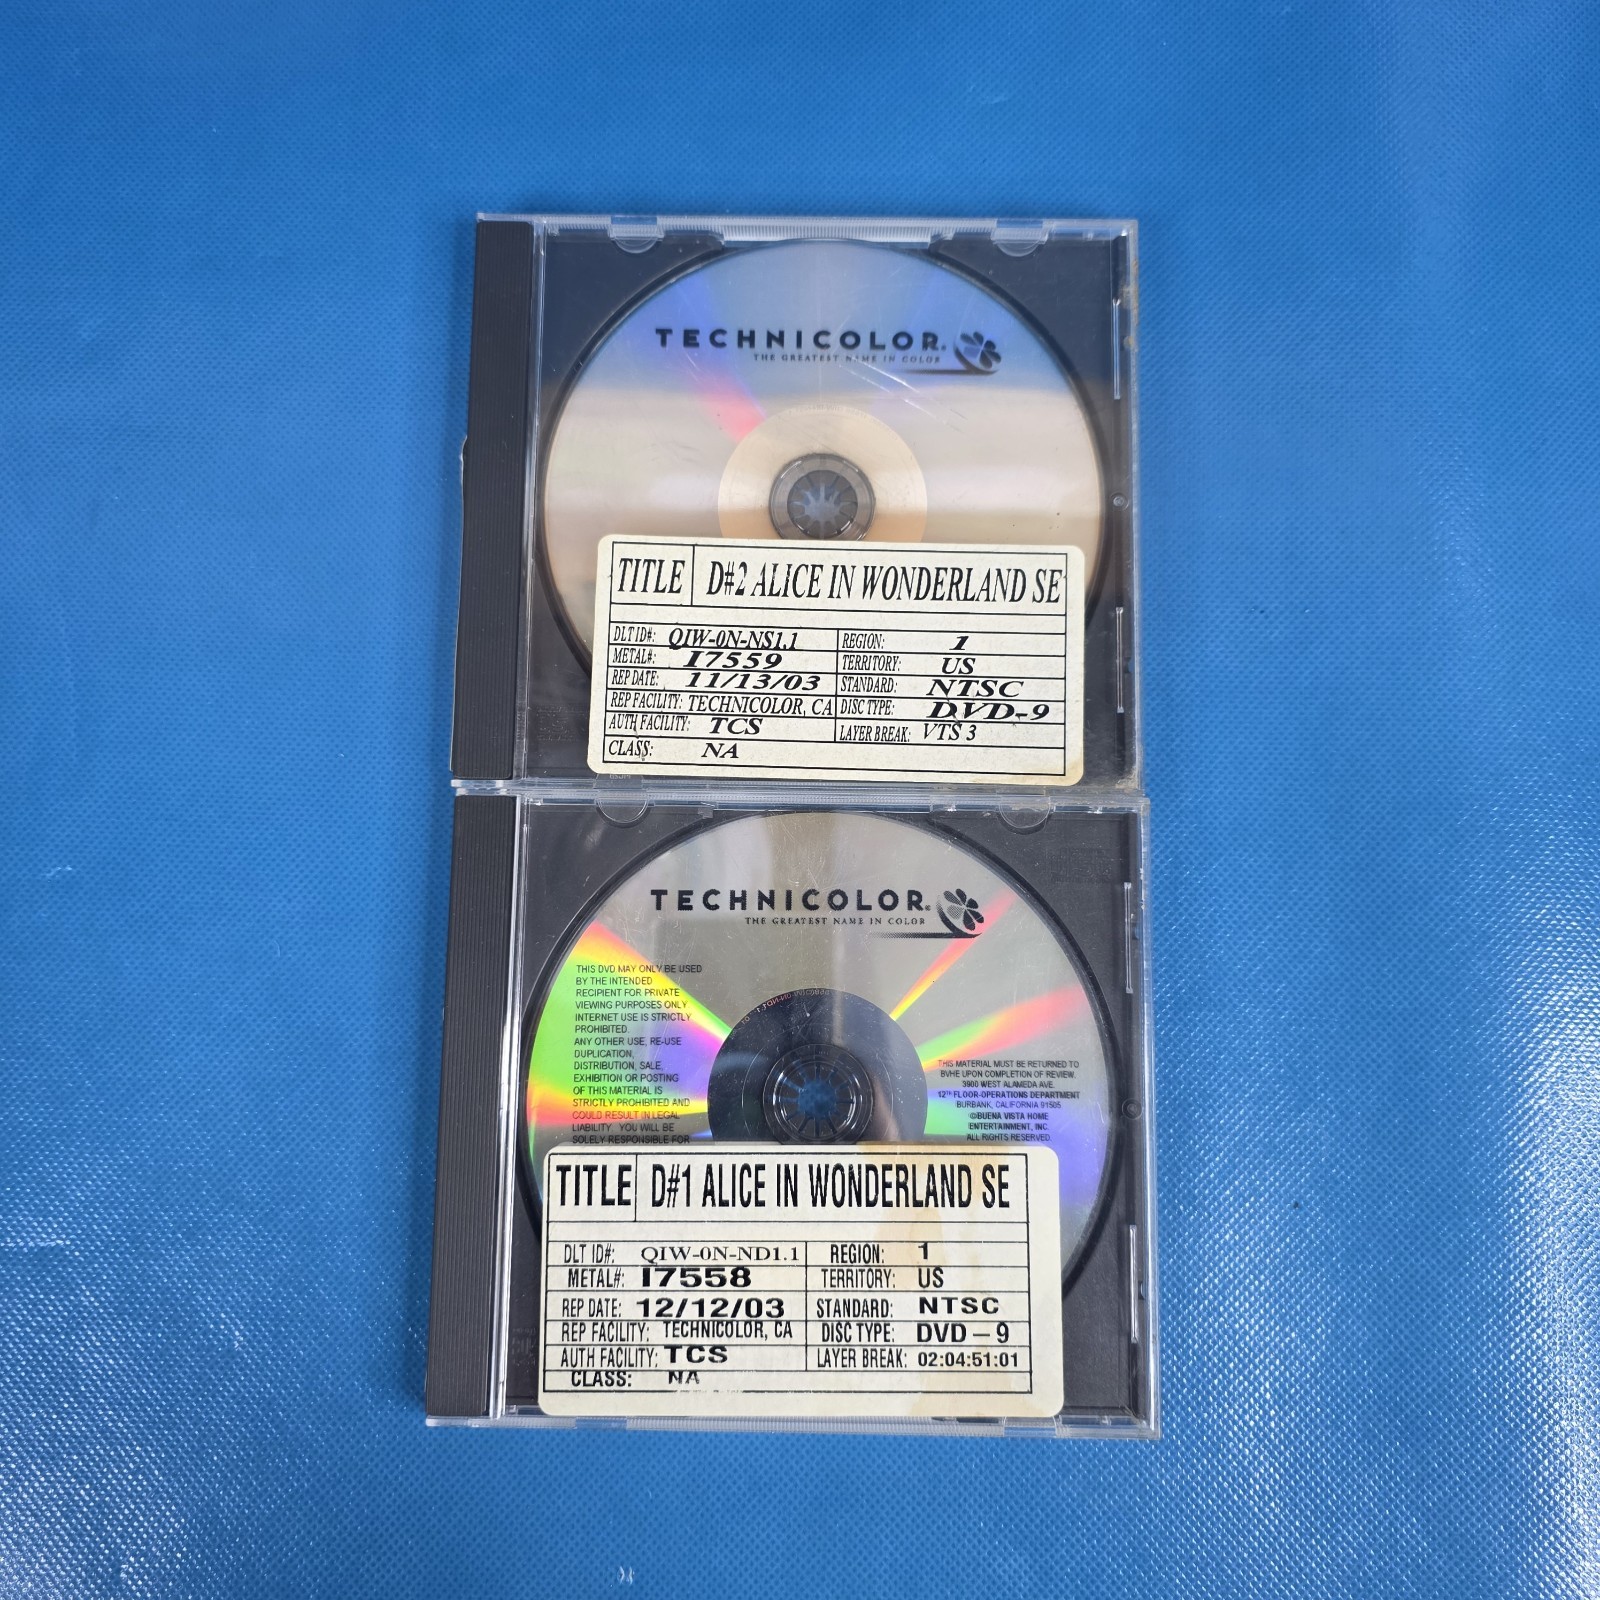 TECHNICOLOR®
THE GREATEST NAME IN COLOR
TITLE D#2 ALICE IN WONDERLAND SE
DLT ID#: QIW-0N-NS1.1 REGION: 1
METAL#: I7559 TERRITORY: US
REP DATE: 11/13/03 STANDARD: NTSC
REP FACILITY: TECHNICOLOR, CA DISC TYPE: DVD-9
AUTH FACILITY: TCS LAYER BREAK: VTS 3
CLASS: NA
TECHNICOLOR®
THE GREATEST NAME IN COLOR
THIS DVD MAY ONLY BE USED
BY THE INTENDED
RECIPIENT FOR PRIVATE
VIEWING PURPOSES ONLY
INTERNET USE IS STRICTLY
PROHIBITED.
ANY OTHER USE, RE-USE
DUPLICATION,
DISTRIBUTION, SALE,
EXHIBITION OR POSTING
OF THIS MATERIAL IS
STRICTLY PROHIBITED AND
COULD RESULT IN LEGAL
LIABILITY. YOU WILL BE
SOLELY RESPONSIBLE FOR
THIS MATERIAL MUST BE RETURNED TO
BVHE UPON COMPLETION OF REVIEW.
3900 WEST ALAMEDA AVE.
12TH FLOOR-OPERATIONS DEPARTMENT
BURBANK, CALIFORNIA 91505
©BUENA VISTA HOME
ENTERTAINMENT, INC.
ALL RIGHTS RESERVED.
TITLE D#1 ALICE IN WONDERLAND SE
DLT ID#: QIW-0N-ND1.1 REGION: 1
METAL#: I7558 TERRITORY: US
REP DATE: 12/12/03 STANDARD: NTSC
REP FACILITY: TECHNICOLOR, CA DISC TYPE: DVD-9
AUTH FACILITY: TCS LAYER BREAK: 02:04:51:01
CLASS: NA